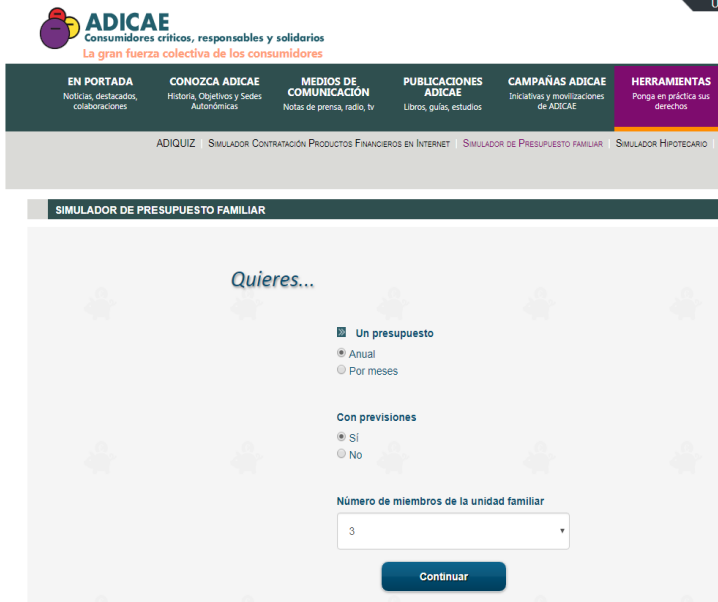 ADICAE
Consumidores críticos, responsables y solidarios
La gran fuerza colectiva de los consumidores
EN PORTADA
Noticias, destacados,
colaboraciones
CONOZCA ADICAE
Historia, Objetivos y Sedes
Autonómicas
MEDIOS DE
COMUNICACIÓN
Notas de prensa, radio, tv
PUBLICACIONES
ADICAE
Libros, guías, estudios
CAMPAÑAS ADICAE
Iniciativas y movilizaciones
de ADICAE
HERRAMIENTAS
Ponga en práctica sus
derechos
ADIQUIZ | Simulador Contratación Productos Financieros en Internet | Simulador de Presupuesto familiar | Simulador Hipotecario |
SIMULADOR DE PRESUPUESTO FAMILIAR
Quieres...
Un presupuesto
Anual
Por meses
Con previsiones
Sí
No
Número de miembros de la unidad familiar
3
Continuar